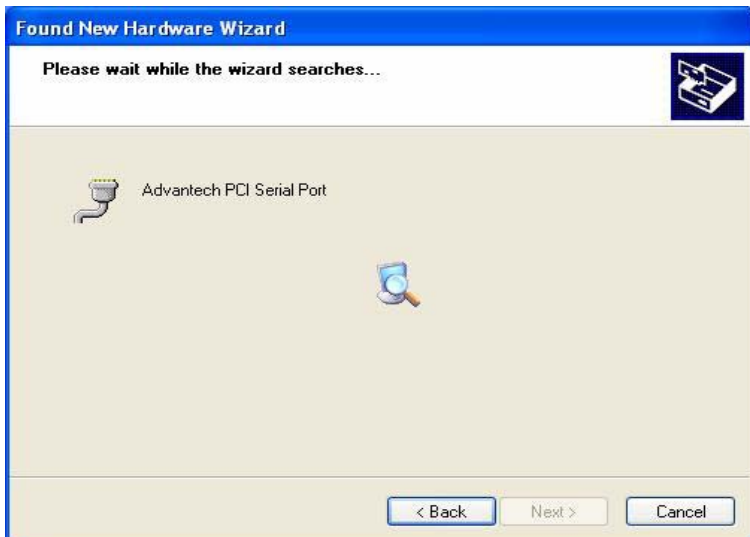 Found New Hardware Wizard
Please wait while the wizard searches...
Advantech PCI Serial Port
< Back
Next >
Cancel